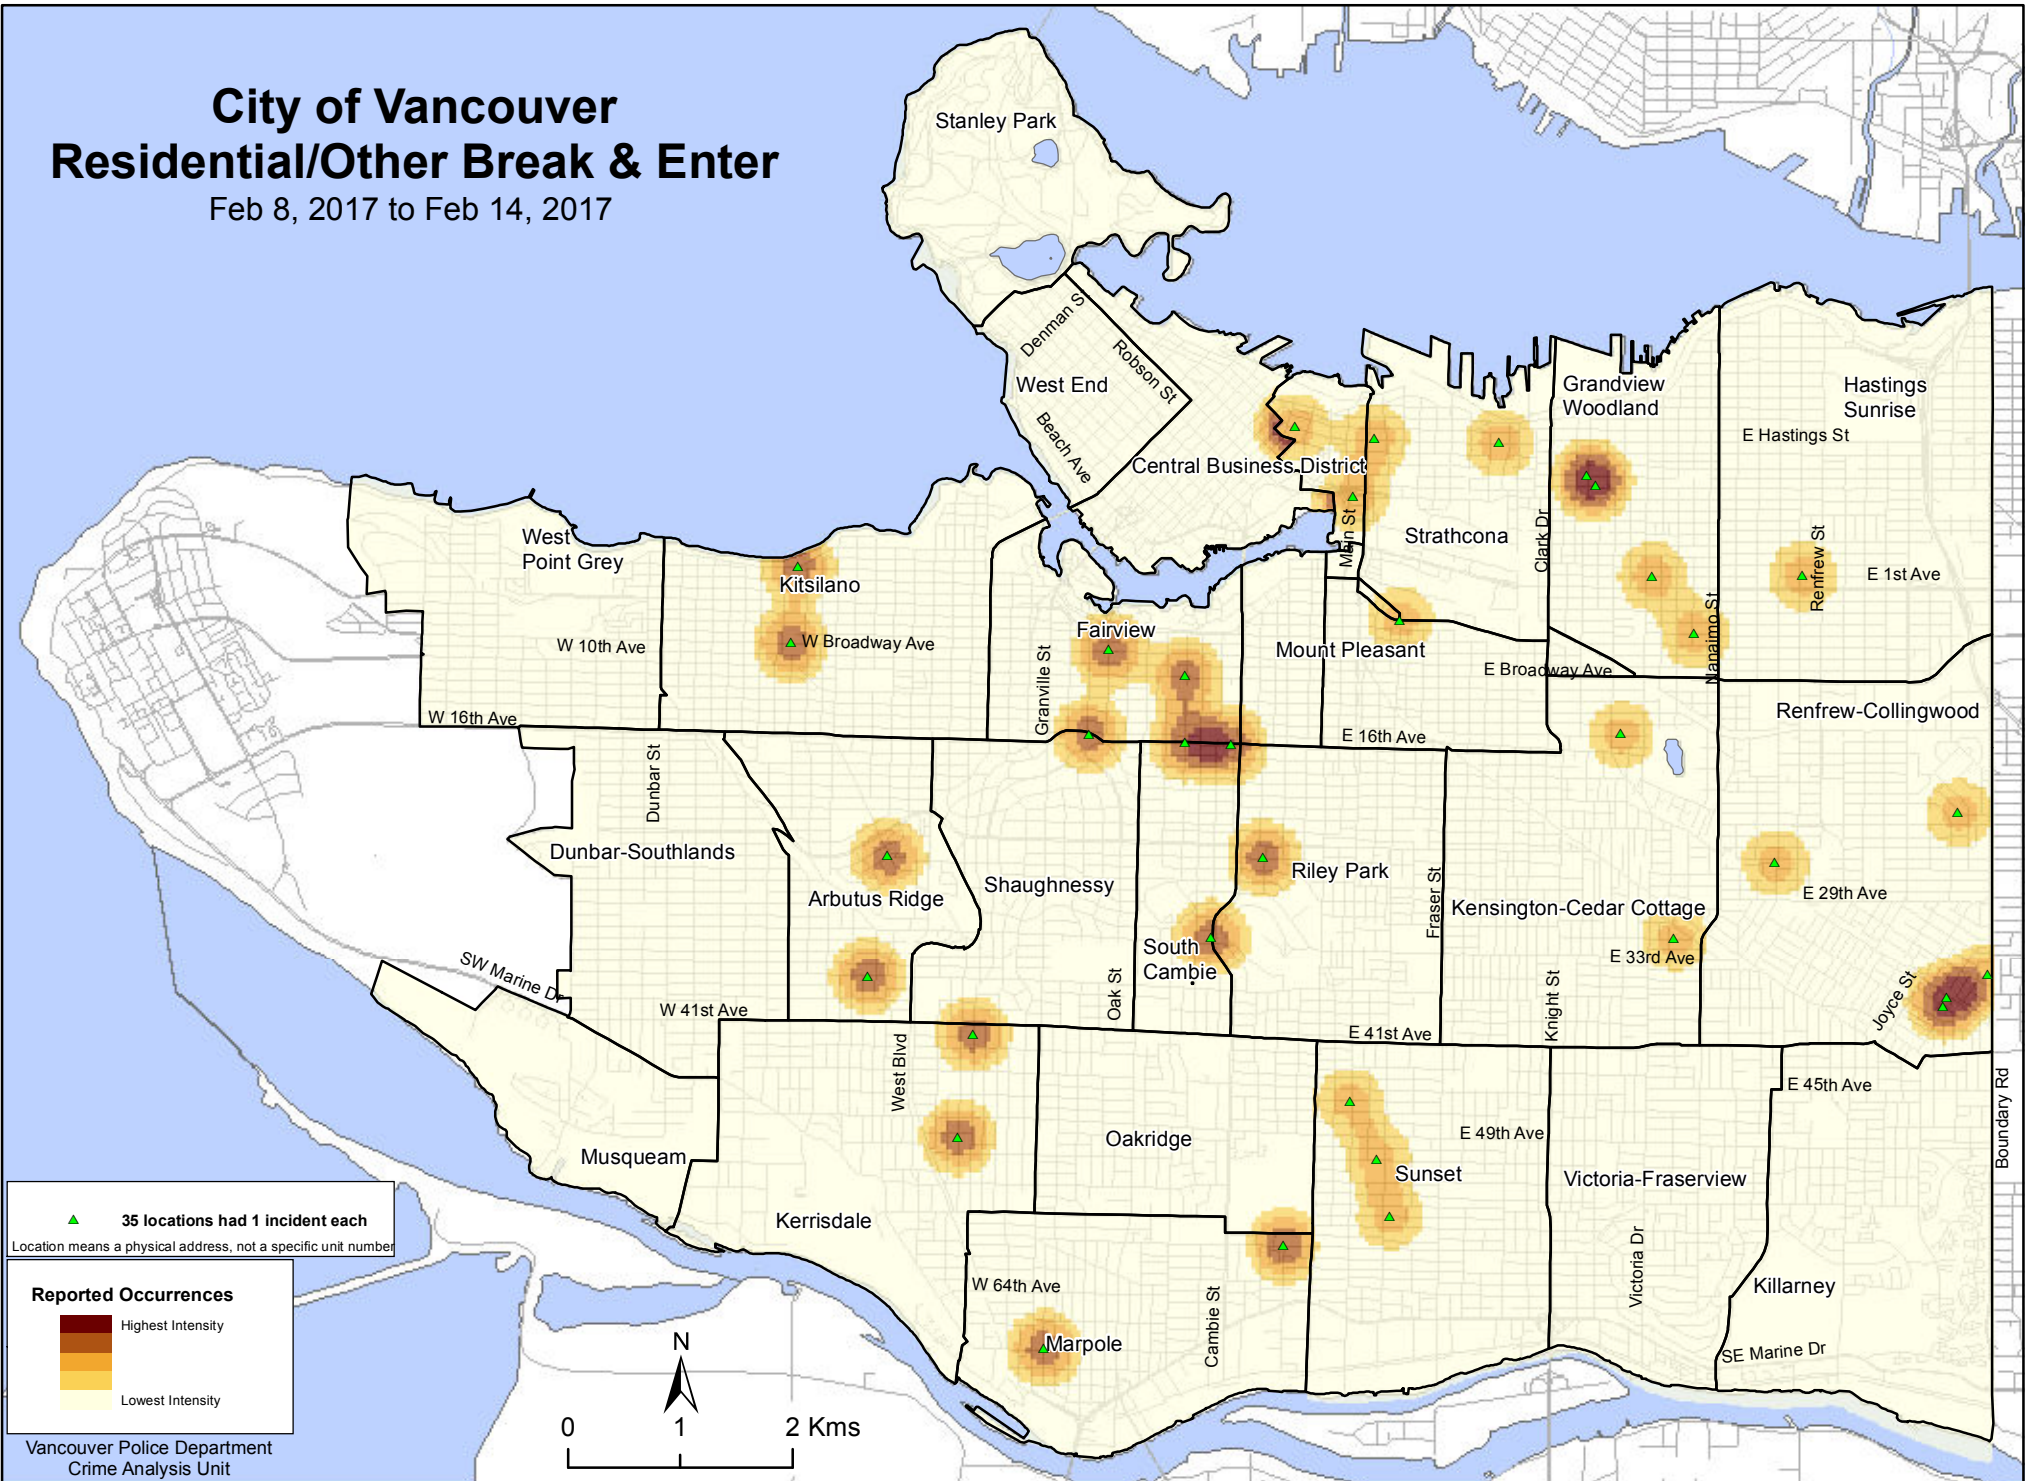 City of Vancouver
Residential/Other Break & Enter
Feb 8, 2017 to Feb 14, 2017
Stanley Park
Denman S
Robson St
West End
Beach Ave
Central Business District
Grandview
Woodland
Hastings
Sunrise
E Hastings St
Main St
Strathcona
Clark Dr
Renfrew St
E 1st Ave
West
Point Grey
Kitsilano
W 10th Ave
W Broadway Ave
Fairview
Granville St
Mount Pleasant
E Broadway Ave
Nanaimo St
W 16th Ave
E 16th Ave
Renfrew-Collingwood
Dunbar St
Dunbar-Southlands
Arbutus Ridge
Shaughnessy
Riley Park
Fraser St
Kensington-Cedar Cottage
E 29th Ave
South
Cambie
E 33rd Ave
SW Marine Dr
W 41st Ave
Oak St
Knight St
Joyce St
E 41st Ave
West Blvd
E 45th Ave
Boundary Rd
Musqueam
Oakridge
E 49th Ave
Sunset
Victoria-Fraserview
Kerrisdale
W 64th Ave
Cambie St
Victoria Dr
Killarney
Marpole
SE Marine Dr
35 locations had 1 incident each
Location means a physical address, not a specific unit number
Reported Occurrences
Highest Intensity
Lowest Intensity
N
0 1 2 Kms
Vancouver Police Department
Crime Analysis Unit